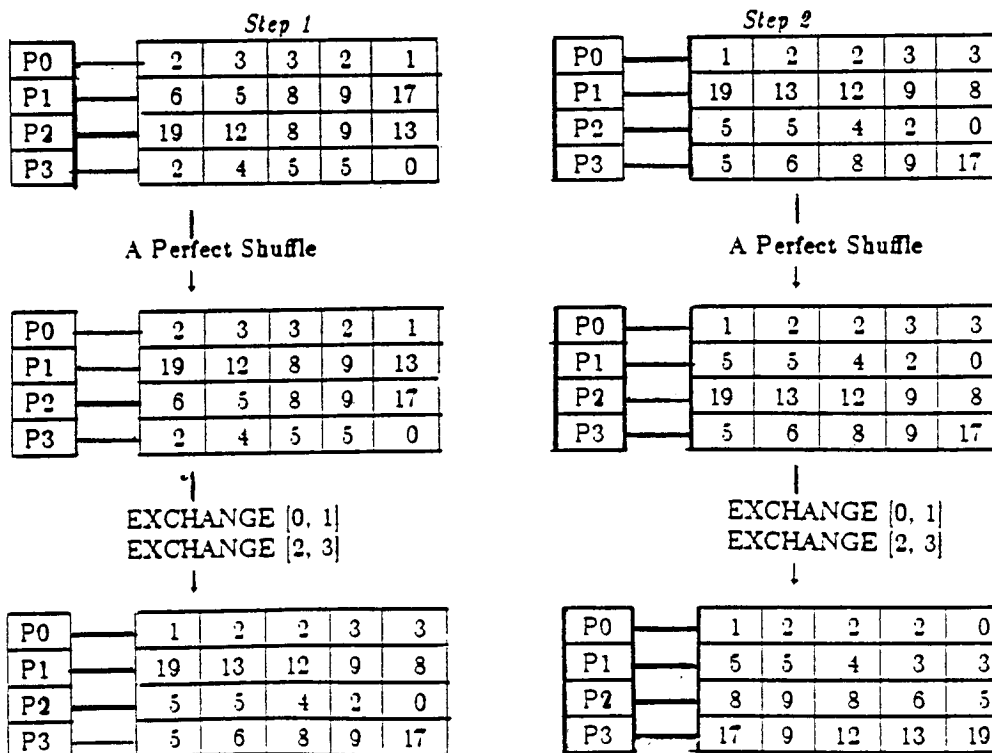 Step 1
P0 2 3 3 2 1
P1 6 5 8 9 17
P2 19 12 8 9 13
P3 2 4 5 5 0
A Perfect Shuffle
P0 2 3 3 2 1
P1 19 12 8 9 13
P2 6 5 8 9 17
P3 2 4 5 5 0
EXCHANGE [0, 1]
EXCHANGE [2, 3]
P0 1 2 2 3 3
P1 19 13 12 9 8
P2 5 5 4 2 0
P3 5 6 8 9 17
Step 2
P0 1 2 2 3 3
P1 19 13 12 9 8
P2 5 5 4 2 0
P3 5 6 8 9 17
A Perfect Shuffle
P0 1 2 2 3 3
P1 5 5 4 2 0
P2 19 13 12 9 8
P3 5 6 8 9 17
EXCHANGE [0, 1]
EXCHANGE [2, 3]
P0 1 2 2 2 0
P1 5 5 4 3 3
P2 8 9 8 6 5
P3 17 9 12 13 19